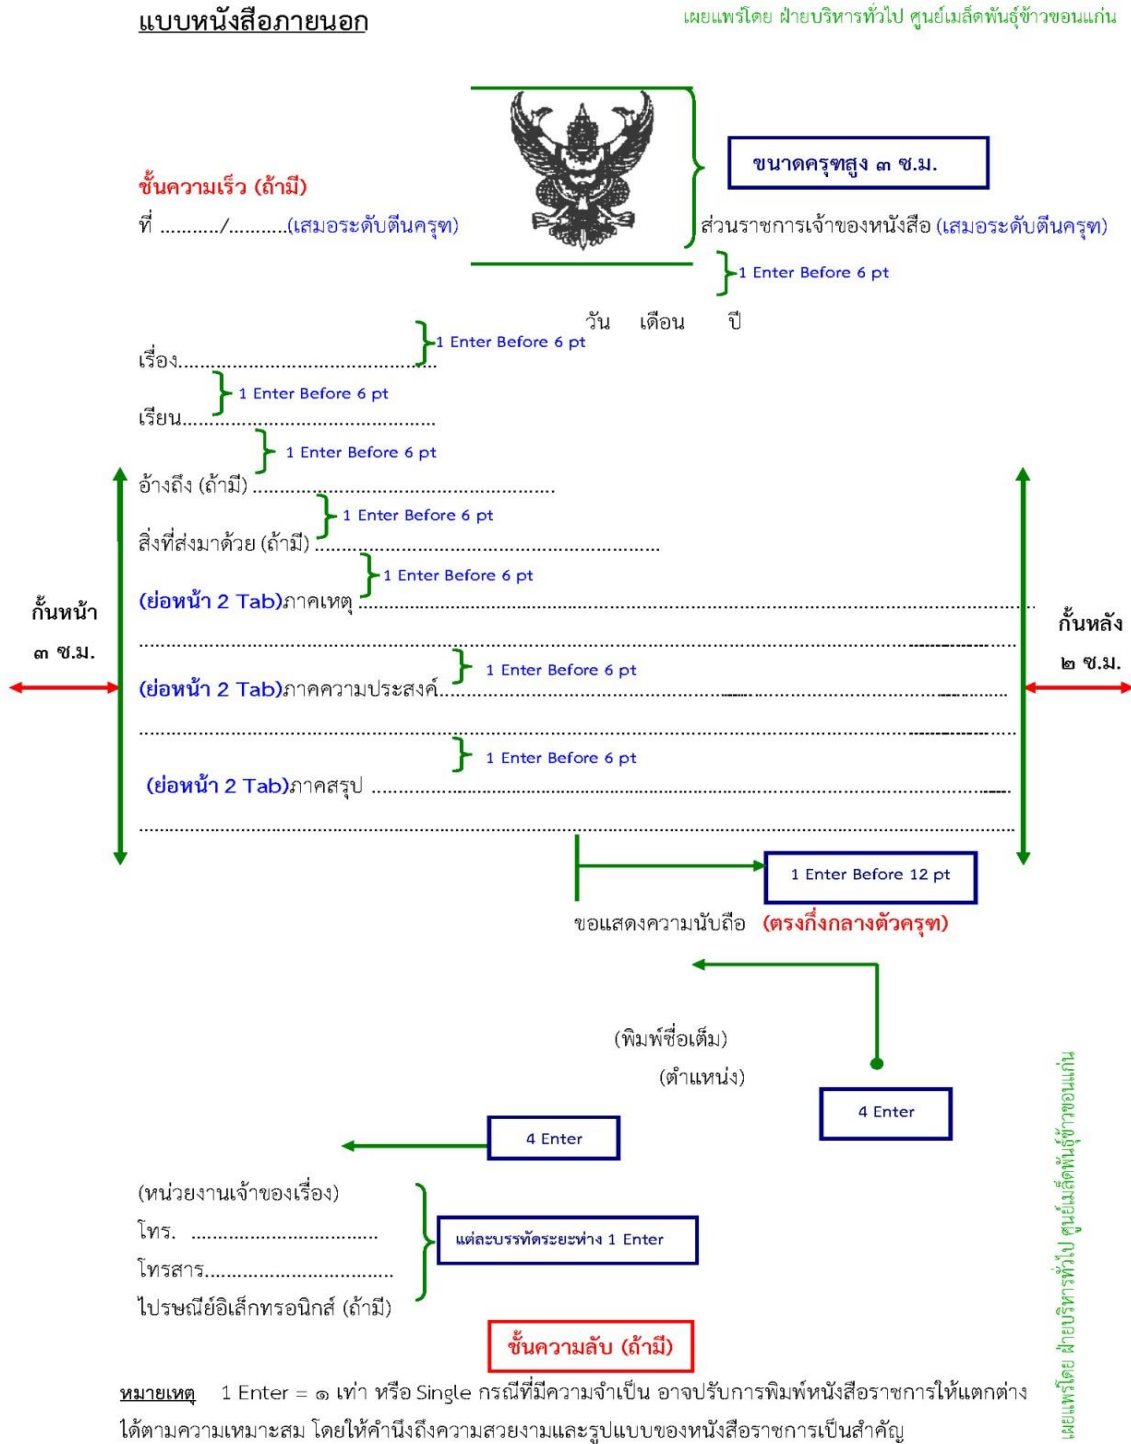 แบบหนังสือภายนอก
เผยแพร่โดย ฝ่ายบริหารทั่วไป ศูนย์เมล็ดพันธุ์ข้าวขอนแก่น
ขนาดครุฑสูง ๓ ซ.ม.
ชั้นความเร็ว (ถ้ามี)
ที่ .........../...........(เสมอระดับตีนครุฑ)
ส่วนราชการเจ้าของหนังสือ (เสมอระดับตีนครุฑ)
1 Enter Before 6 pt
วัน เดือน ปี
1 Enter Before 6 pt
เรื่อง.................................................
1 Enter Before 6 pt
เรียน................................................
1 Enter Before 6 pt
อ้างถึง (ถ้ามี) .........................................................
1 Enter Before 6 pt
สิ่งที่ส่งมาด้วย (ถ้ามี) .................................................................
1 Enter Before 6 pt
(ย่อหน้า 2 Tab)ภาคเหตุ ................................................................................................................................
กั้นหน้า
๓ ซ.ม.
กั้นหลัง
๒ ซ.ม.
......................................................................................................................................................................
1 Enter Before 6 pt
(ย่อหน้า 2 Tab)ภาคความประสงค์............................................................................................................
......................................................................................................................................................................
1 Enter Before 6 pt
(ย่อหน้า 2 Tab)ภาคสรุป .........................................................................................................................
......................................................................................................................................................................
1 Enter Before 12 pt
ขอแสดงความนับถือ (ตรงกึ่งกลางตัวครุฑ)
(พิมพ์ชื่อเต็ม)
(ตำแหน่ง)
4 Enter
4 Enter
(หน่วยงานเจ้าของเรื่อง)
โทร. ...................................
โทรสาร...................................
ไปรษณีย์อิเล็กทรอนิกส์ (ถ้ามี)
แต่ละบรรทัดระยะห่าง 1 Enter
ชั้นความลับ (ถ้ามี)
หมายเหตุ 1 Enter = ๑ เท่า หรือ Single กรณีที่มีความจำเป็น อาจปรับการพิมพ์หนังสือราชการให้แตกต่าง
ได้ตามความเหมาะสม โดยให้คำนึงถึงความสวยงามและรูปแบบของหนังสือราชการเป็นสำคัญ
เผยแพร่โดย ฝ่ายบริหารทั่วไป ศูนย์เมล็ดพันธุ์ข้าวขอนแก่น